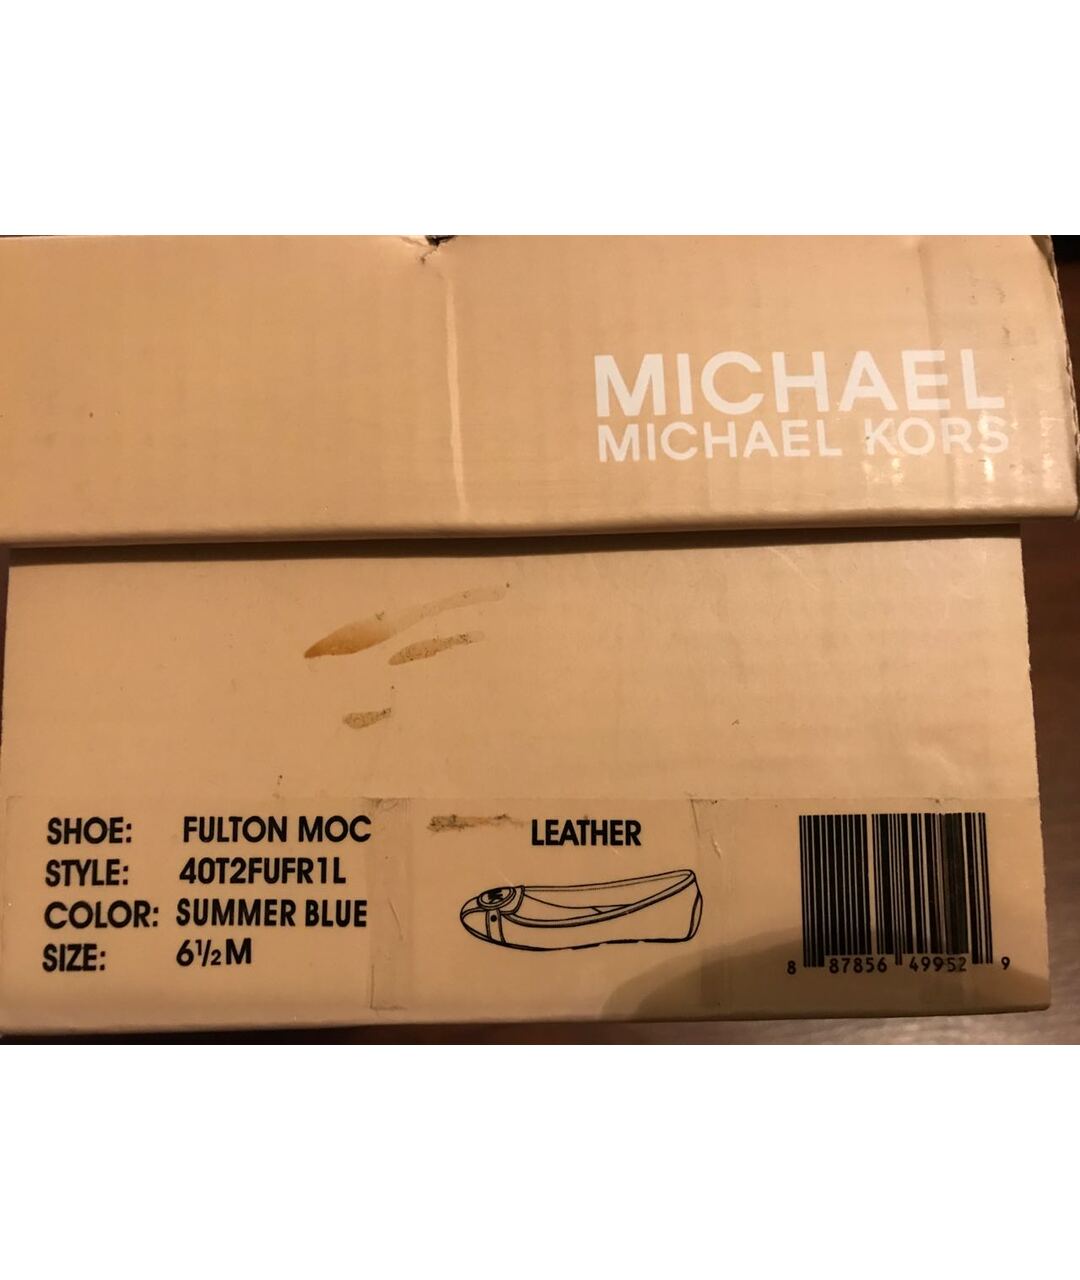 MICHAEL
MICHAEL KORS
SHOE: FULTON MOC
STYLE: 40T2FUFR1L
COLOR: SUMMER BLUE
SIZE: 6½M
LEATHER
8 87856 49952 9